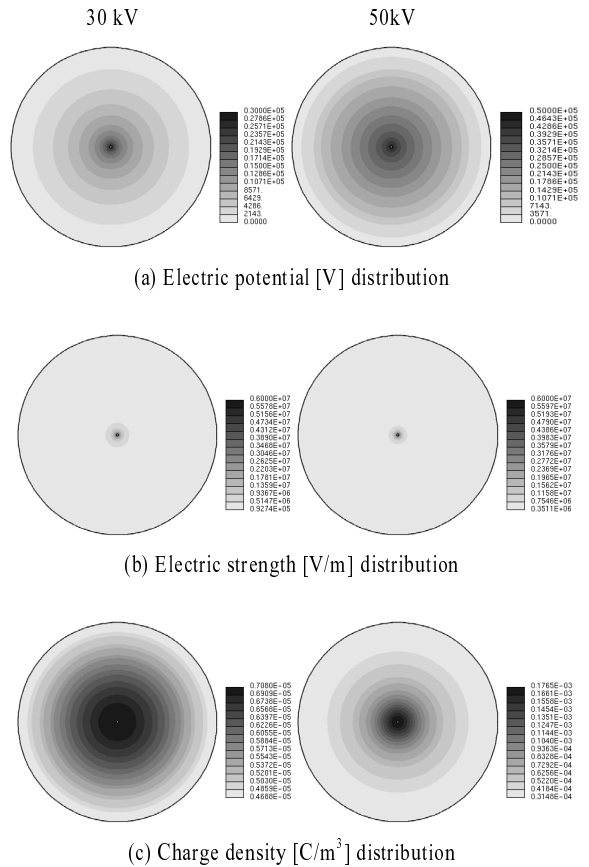 30 kV
50kV
0.3000E+05
0.2786E+05
0.2571E+05
0.2357E+05
0.2143E+05
0.1929E+05
0.1714E+05
0.1500E+05
0.1286E+05
0.1071E+05
8571.
6429.
4286.
2143.
0.0000
0.5000E+05
0.4643E+05
0.4286E+05
0.3929E+05
0.3571E+05
0.3214E+05
0.2857E+05
0.2500E+05
0.2143E+05
0.1786E+05
0.1429E+05
0.1071E+05
7143.
3571.
0.0000
(a) Electric potential [V] distribution
0.6000E+07
0.5578E+07
0.5156E+07
0.4734E+07
0.4312E+07
0.3890E+07
0.3468E+07
0.3046E+07
0.2625E+07
0.2203E+07
0.1781E+07
0.1359E+07
0.9367E+06
0.5147E+06
0.9274E+05
0.6000E+07
0.5597E+07
0.5193E+07
0.4790E+07
0.4386E+07
0.3983E+07
0.3579E+07
0.3176E+07
0.2772E+07
0.2369E+07
0.1965E+07
0.1562E+07
0.1158E+07
0.7546E+06
0.3511E+06
(b) Electric strength [V/m] distribution
0.7080E-05
0.6909E-05
0.6738E-05
0.6568E-05
0.6397E-05
0.6226E-05
0.6055E-05
0.5884E-05
0.5713E-05
0.5543E-05
0.5372E-05
0.5201E-05
0.5030E-05
0.4859E-05
0.4688E-05
0.1765E-03
0.1661E-03
0.1558E-03
0.1454E-03
0.1351E-03
0.1247E-03
0.1144E-03
0.1040E-03
0.9363E-04
0.8328E-04
0.7292E-04
0.6256E-04
0.5220E-04
0.4184E-04
0.3148E-04
(c) Charge density [C/m³] distribution